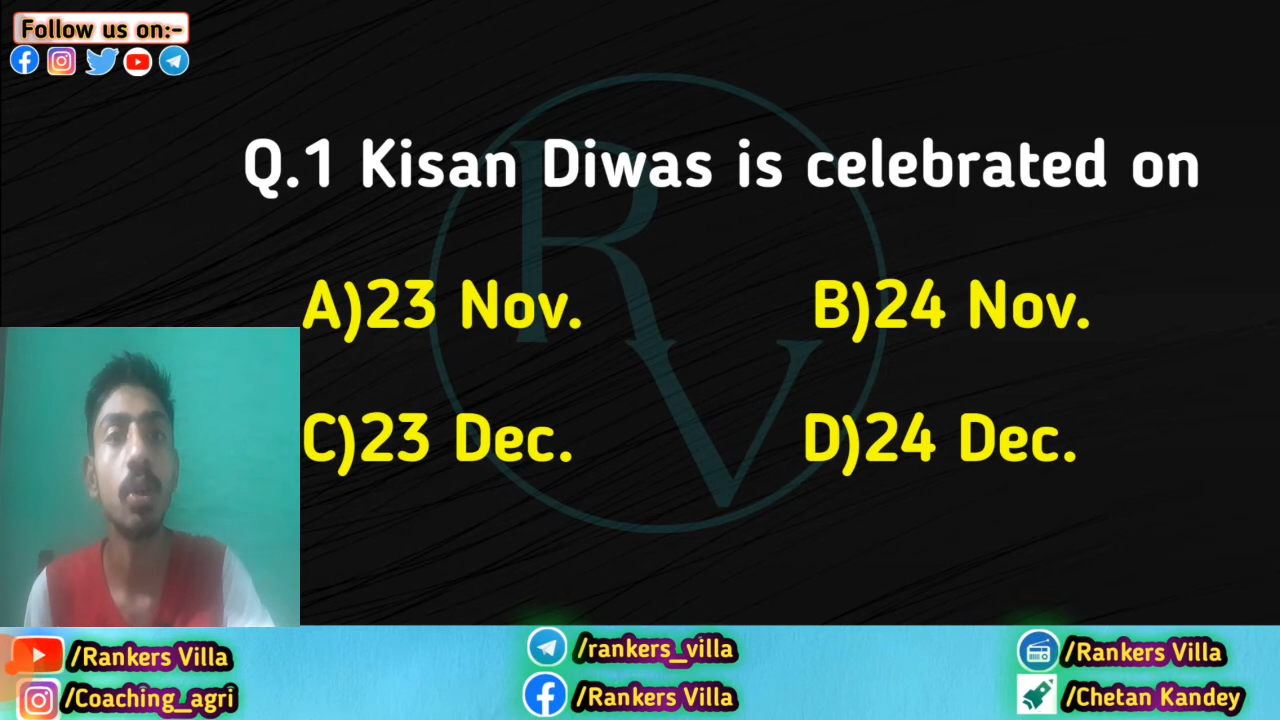 Follow us on:-
Q.1 Kisan Diwas is celebrated on
A)23 Nov.
B)24 Nov.
C)23 Dec.
D)24 Dec.
RV
/Rankers Villa
/rankers_villa
/Rankers Villa
/Coaching_agri
/Rankers Villa
/Chetan Kandey